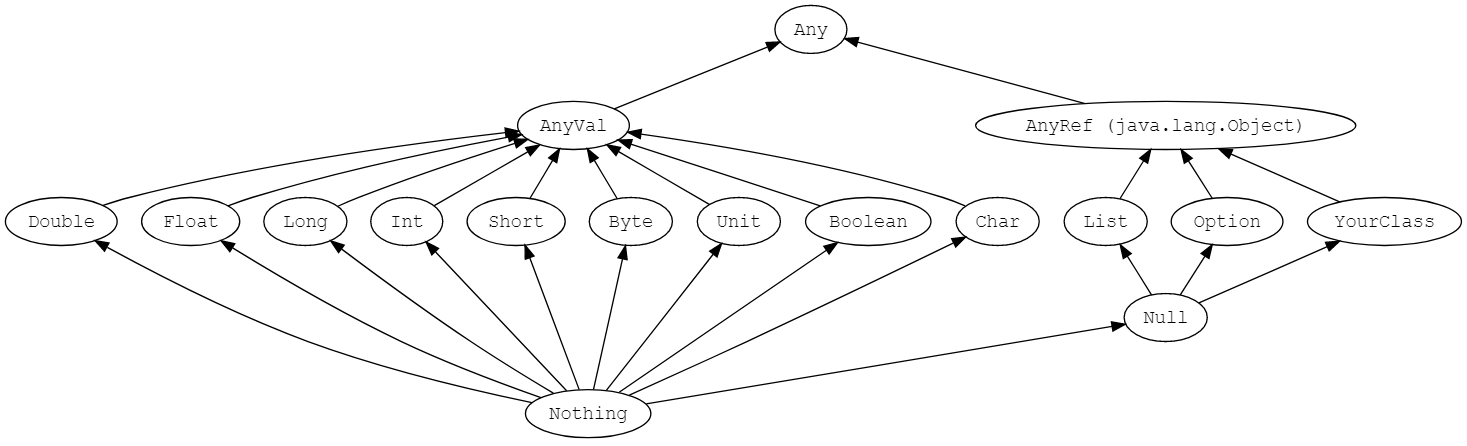 Any
AnyVal
AnyRef (java.lang.Object)
Double
Float
Long
Int
Short
Byte
Unit
Boolean
Char
List
Option
YourClass
Null
Nothing